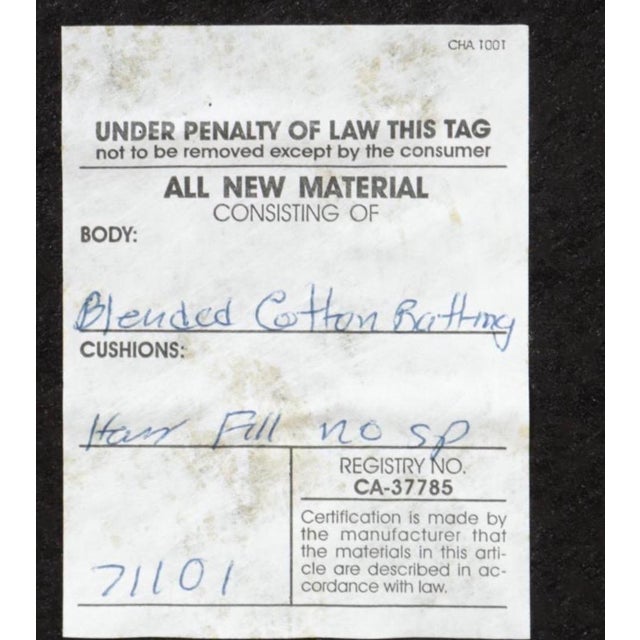 CHA 1001
UNDER PENALTY OF LAW THIS TAG
not to be removed except by the consumer
ALL NEW MATERIAL
CONSISTING OF
BODY:
Blended Cotton Batting
CUSHIONS:
Hair Fill no sp
REGISTRY NO.
CA-37785
Certification is made by
the manufacturer that
the materials in this arti-
cle are described in ac-
cordance with law.
71101